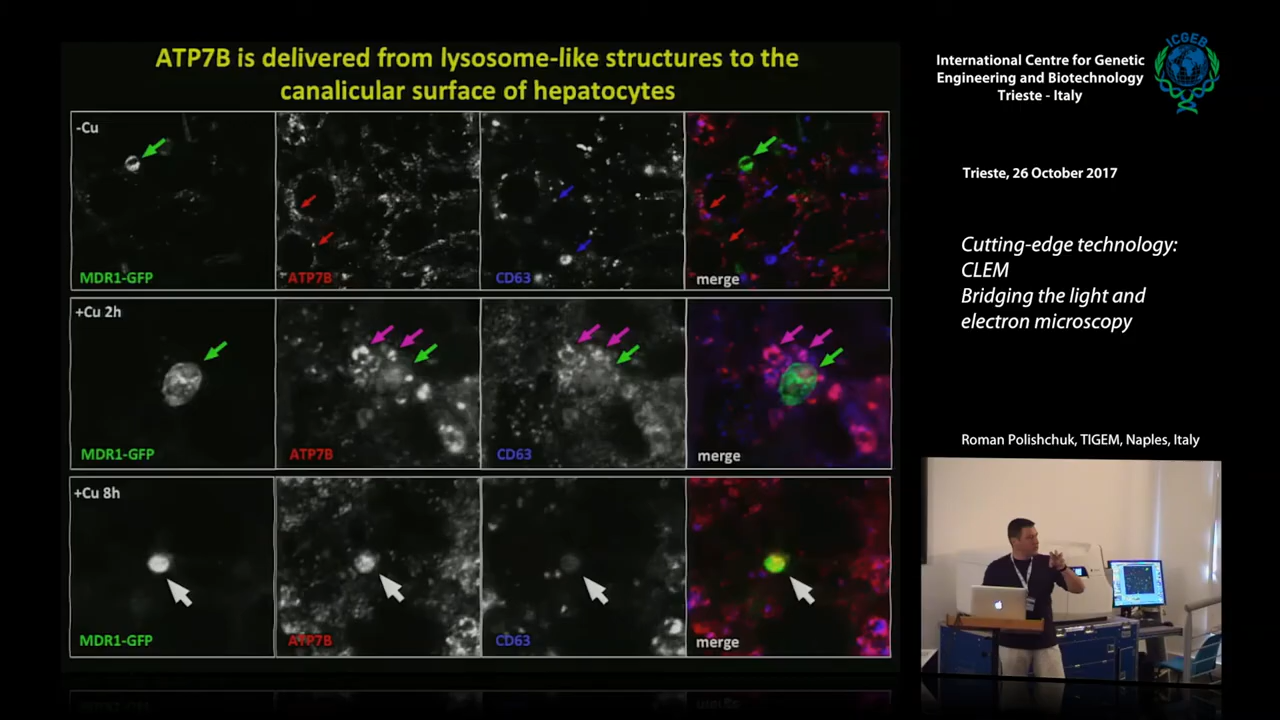 ATP7B is delivered from lysosome-like structures to the
canalicular surface of hepatocytes
-Cu
MDR1-GFP
ATP7B
CD63
merge
+Cu 2h
MDR1-GFP
ATP7B
CD63
merge
+Cu 8h
MDR1-GFP
ATP7B
CD63
merge
International Centre for Genetic
Engineering and Biotechnology
Trieste - Italy
ICGEB
Trieste, 26 October 2017
Cutting-edge technology:
CLEM
Bridging the light and
electron microscopy
Roman Polishchuk, TIGEM, Naples, Italy